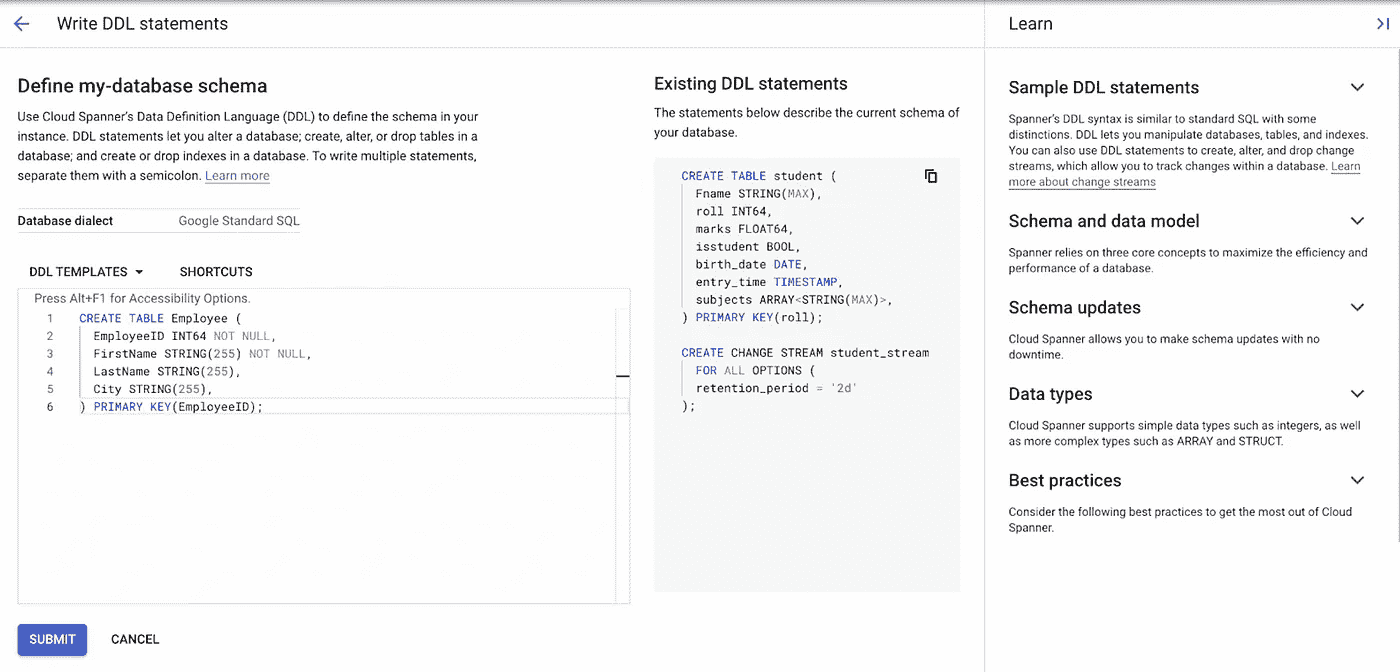 Write DDL statements
Define my-database schema
Use Cloud Spanner's Data Definition Language (DDL) to define the schema in your
instance. DDL statements let you alter a database; create, alter, or drop tables in a
database; and create or drop indexes in a database. To write multiple statements,
separate them with a semicolon. Learn more
Database dialect Google Standard SQL
DDL TEMPLATES SHORTCUTS
Press Alt+F1 for Accessibility Options.
1 CREATE TABLE Employee (
2 EmployeeID INT64 NOT NULL,
3 FirstName STRING(255) NOT NULL,
4 LastName STRING(255),
5 City STRING(255),
6 ) PRIMARY KEY(EmployeeID);
SUBMIT CANCEL
Existing DDL statements
The statements below describe the current schema of
your database.
CREATE TABLE student (
Fname STRING(MAX),
roll INT64,
marks FLOAT64,
isstudent BOOL,
birth_date DATE,
entry_time TIMESTAMP,
subjects ARRAY<STRING(MAX)>,
) PRIMARY KEY(roll);
CREATE CHANGE STREAM student_stream
FOR ALL OPTIONS (
retention_period = '2d'
);
Learn
Sample DDL statements
Spanner's DDL syntax is similar to standard SQL with some
distinctions. DDL lets you manipulate databases, tables, and indexes.
You can also use DDL statements to create, alter, and drop change
streams, which allow you to track changes within a database. Learn
more about change streams
Schema and data model
Spanner relies on three core concepts to maximize the efficiency and
performance of a database.
Schema updates
Cloud Spanner allows you to make schema updates with no
downtime.
Data types
Cloud Spanner supports simple data types such as integers, as well
as more complex types such as ARRAY and STRUCT.
Best practices
Consider the following best practices to get the most out of Cloud
Spanner.